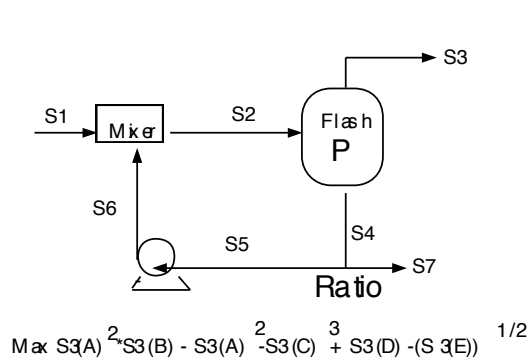 S3
S1
Mixer
S2
Flash
P
S6
S5
S4
S7
Ratio
Max S3(A) 2*S3(B) - S3(A) 2 -S3(C) 3 + S3(D) -(S 3(E)) 1/2